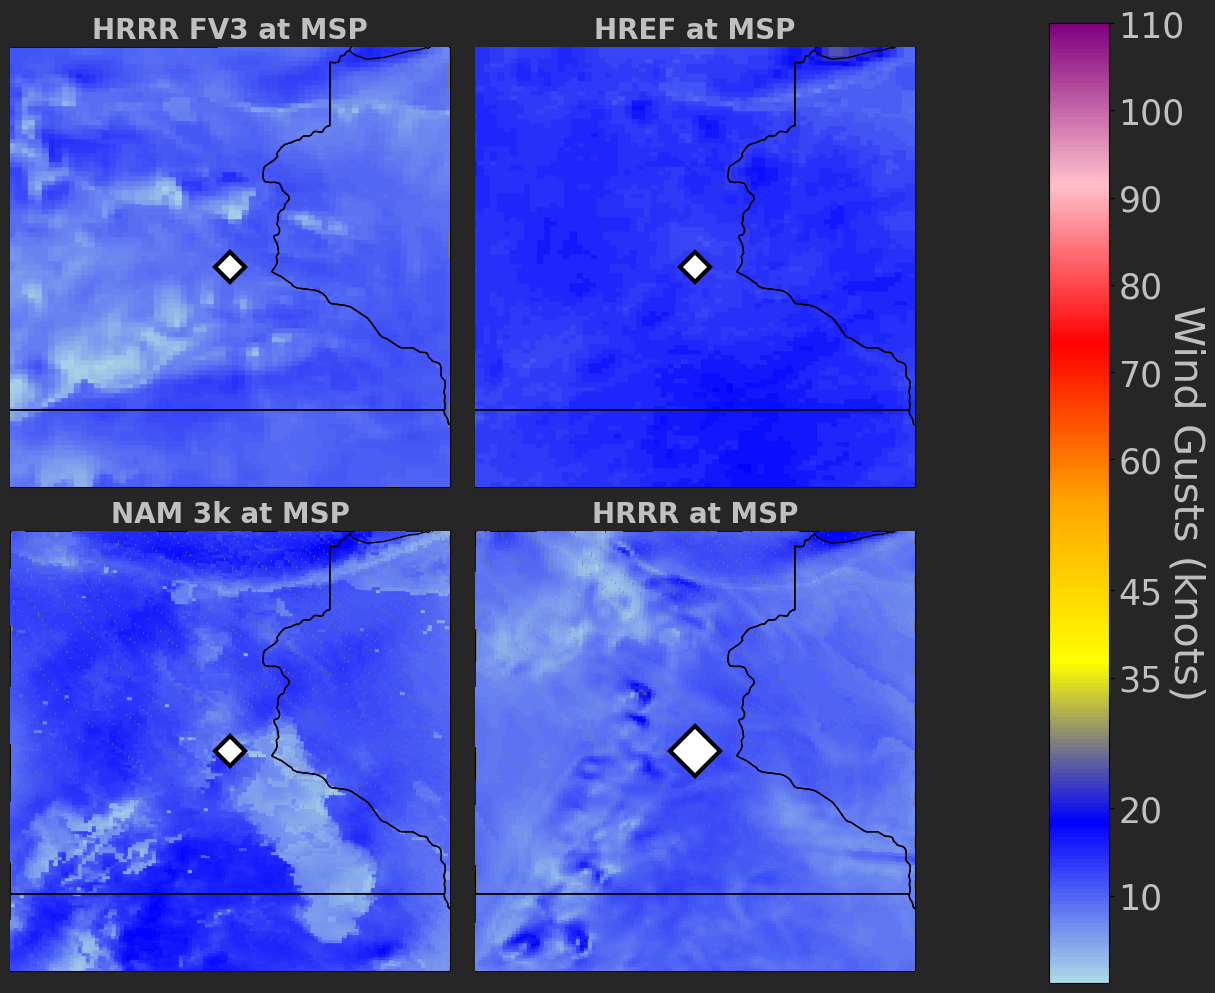 HRRR FV3 at MSP
HREF at MSP
NAM 3k at MSP
HRRR at MSP
110
100
90
80
70
60
45
35
20
10
Wind Gusts (knots)